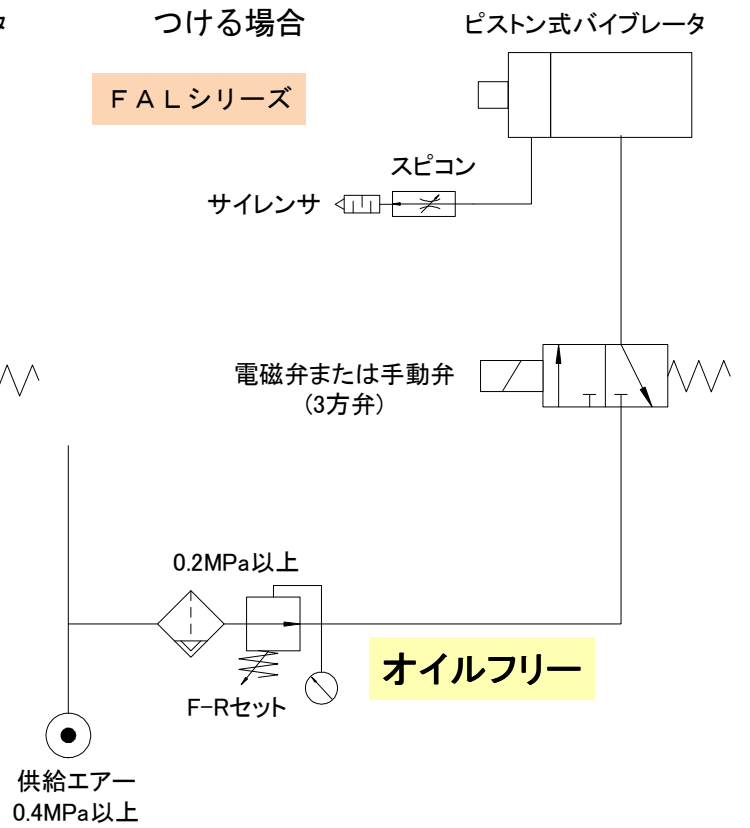 つける場合
ピストン式バイブレータ
ＦＡＬシリーズ
スピコン
サイレンサ
電磁弁または手動弁
(3方弁)
0.2MPa以上
オイルフリー
F-Rセット
供給エアー
0.4MPa以上